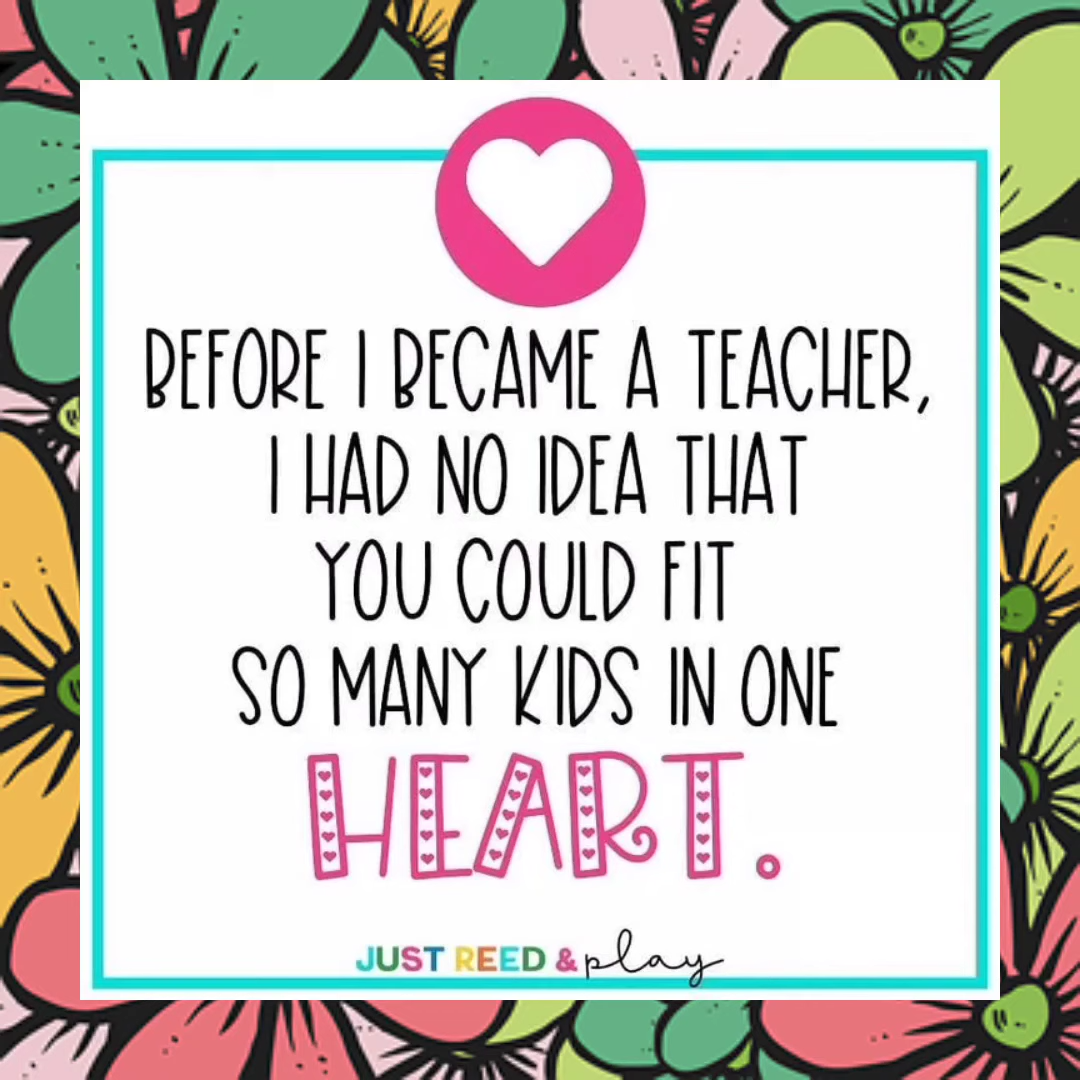 BEFORE I BECAME A TEACHER,
I HAD NO IDEA THAT
YOU COULD FIT
SO MANY KIDS IN ONE
HEART.
JUST REED & play